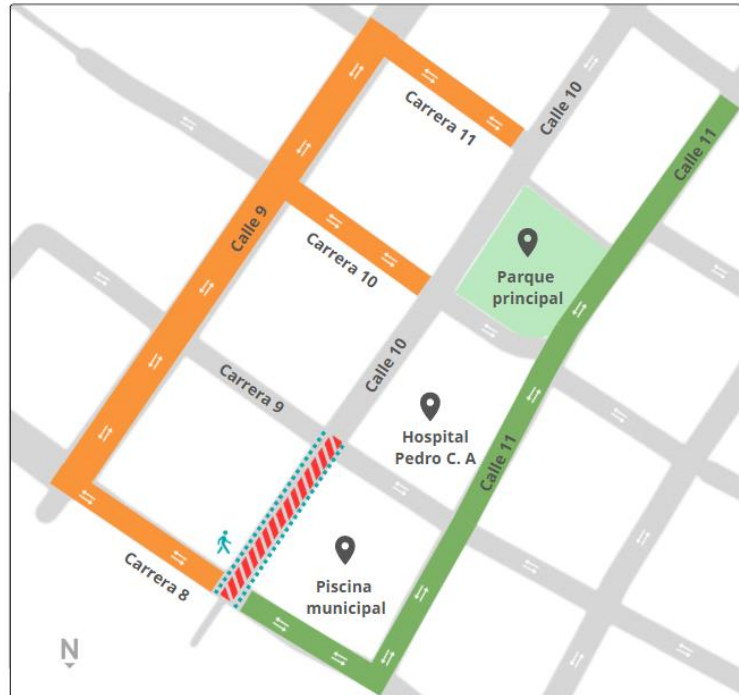 Carrera 11
Calle 10
Calle 11
Calle 9
Carrera 10
Parque
principal
Calle 10
Carrera 9
Hospital
Pedro C. A
Calle 11
Carrera 8
Piscina
municipal
N